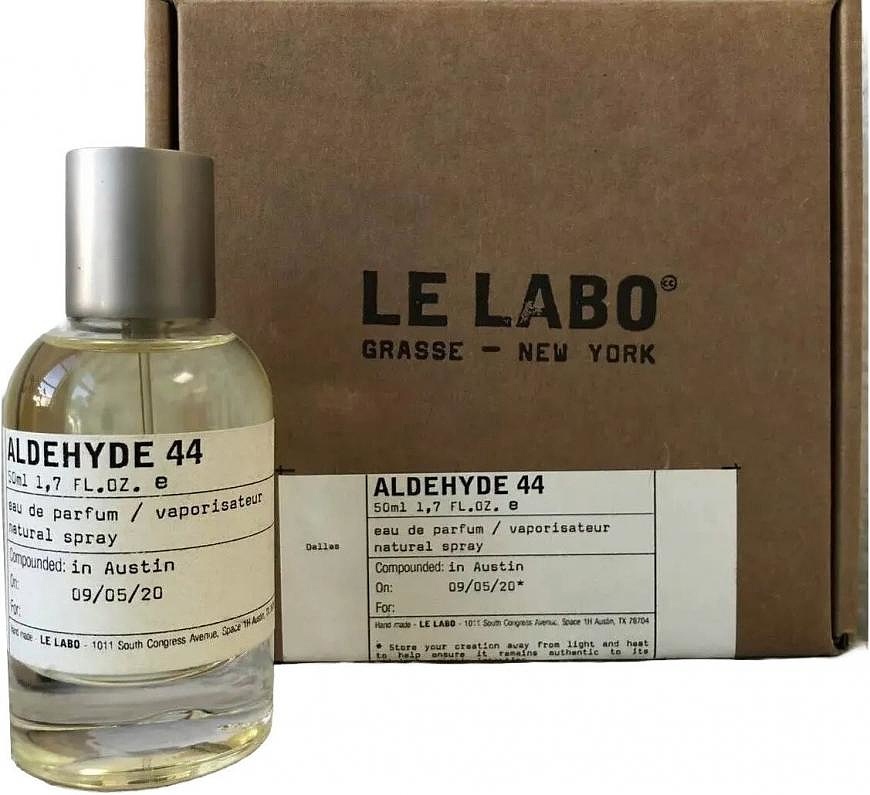 LE LABO
GRASSE — NEW YORK
ALDEHYDE 44
50ml 1,7 FL.OZ. e
eau de parfum / vaporisateur
natural spray
Compounded: in Austin
On: 09/05/20
For:
Hand made - LE LABO - 1011 South Congress Avenue, Space 1H Austin,
Dallas
ALDEHYDE 44
50ml 1,7 FL.OZ. e
eau de parfum / vaporisateur
natural spray
Compounded: in Austin
On: 09/05/20*
For:
Hand made - LE LABO - 1011 South Congress Avenue, Space 1H Austin, TX 78704
* Store your creation away from light and heat
to help ensure it remains authentic to its